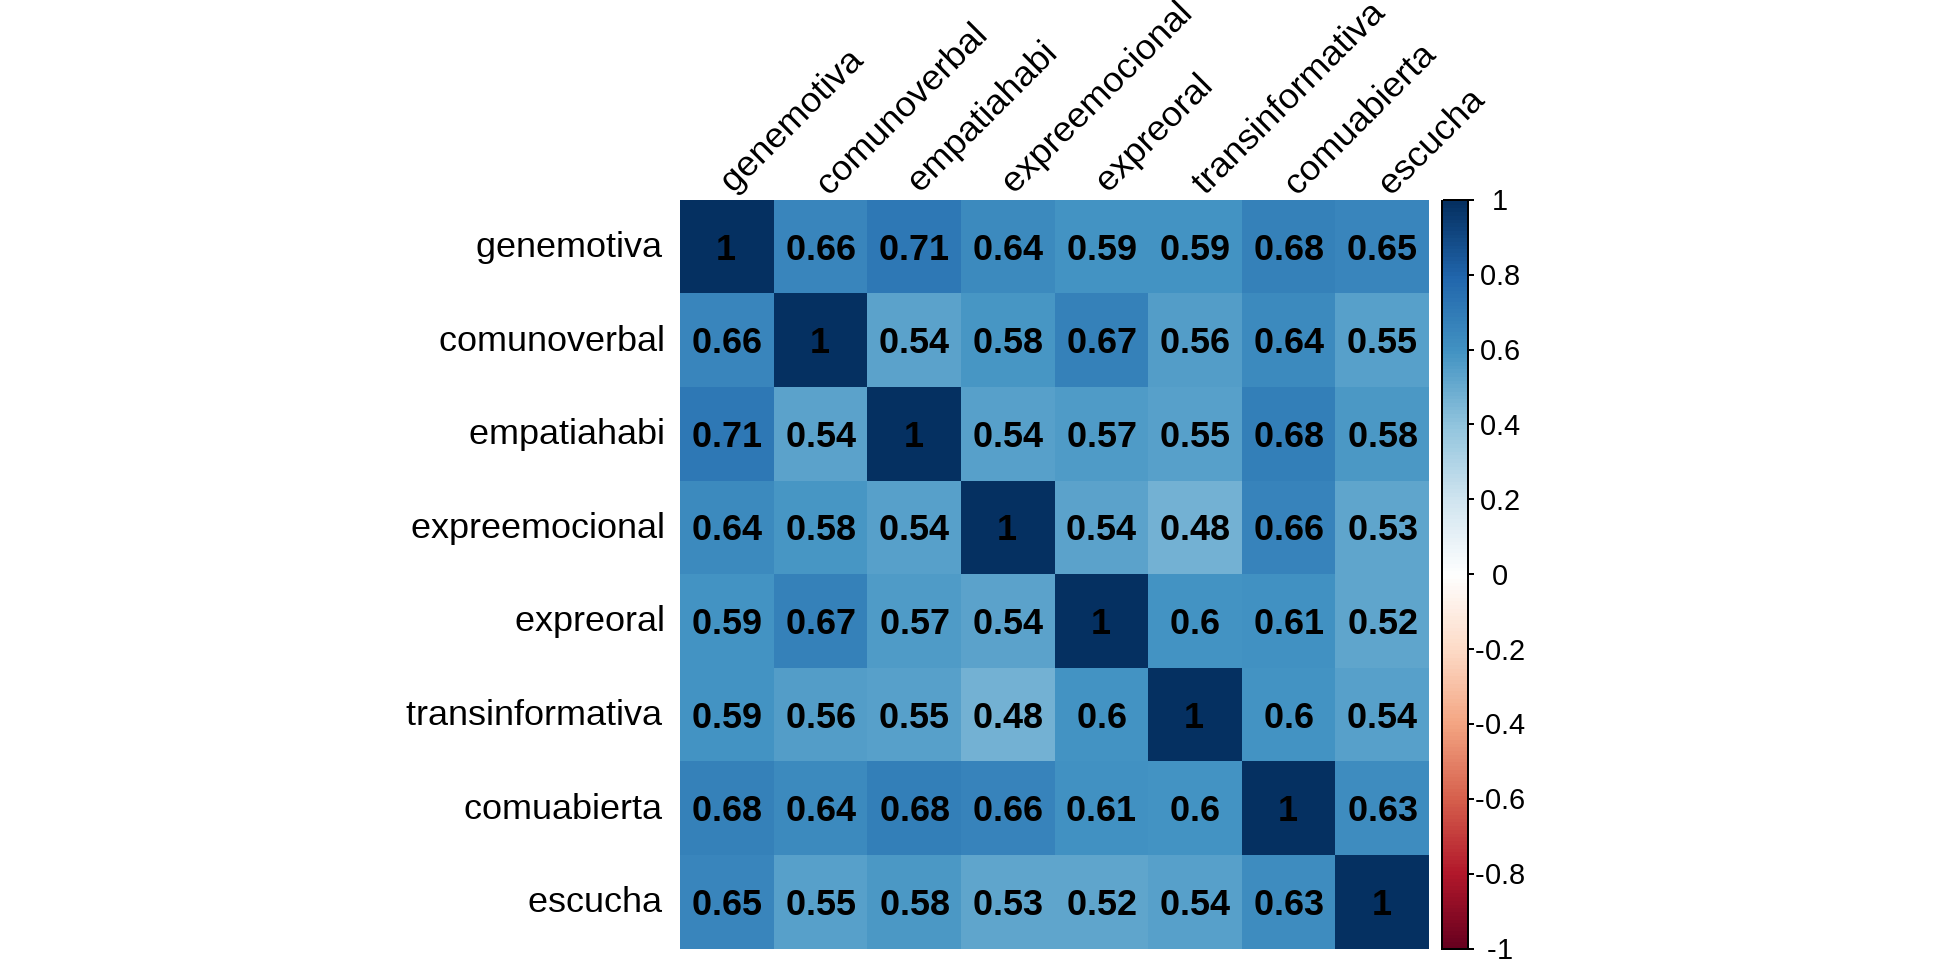 genemotiva
comunoverbal
empatiahabi
expreemocional
expreoral
transinformativa
comuabierta
escucha
genemotiva 1 0.66 0.71 0.64 0.59 0.59 0.68 0.65
comunoverbal 0.66 1 0.54 0.58 0.67 0.56 0.64 0.55
empatiahabi 0.71 0.54 1 0.54 0.57 0.55 0.68 0.58
expreemocional 0.64 0.58 0.54 1 0.54 0.48 0.66 0.53
expreoral 0.59 0.67 0.57 0.54 1 0.6 0.61 0.52
transinformativa 0.59 0.56 0.55 0.48 0.6 1 0.6 0.54
comuabierta 0.68 0.64 0.68 0.66 0.61 0.6 1 0.63
escucha 0.65 0.55 0.58 0.53 0.52 0.54 0.63 1
1
0.8
0.6
0.4
0.2
0
-0.2
-0.4
-0.6
-0.8
-1